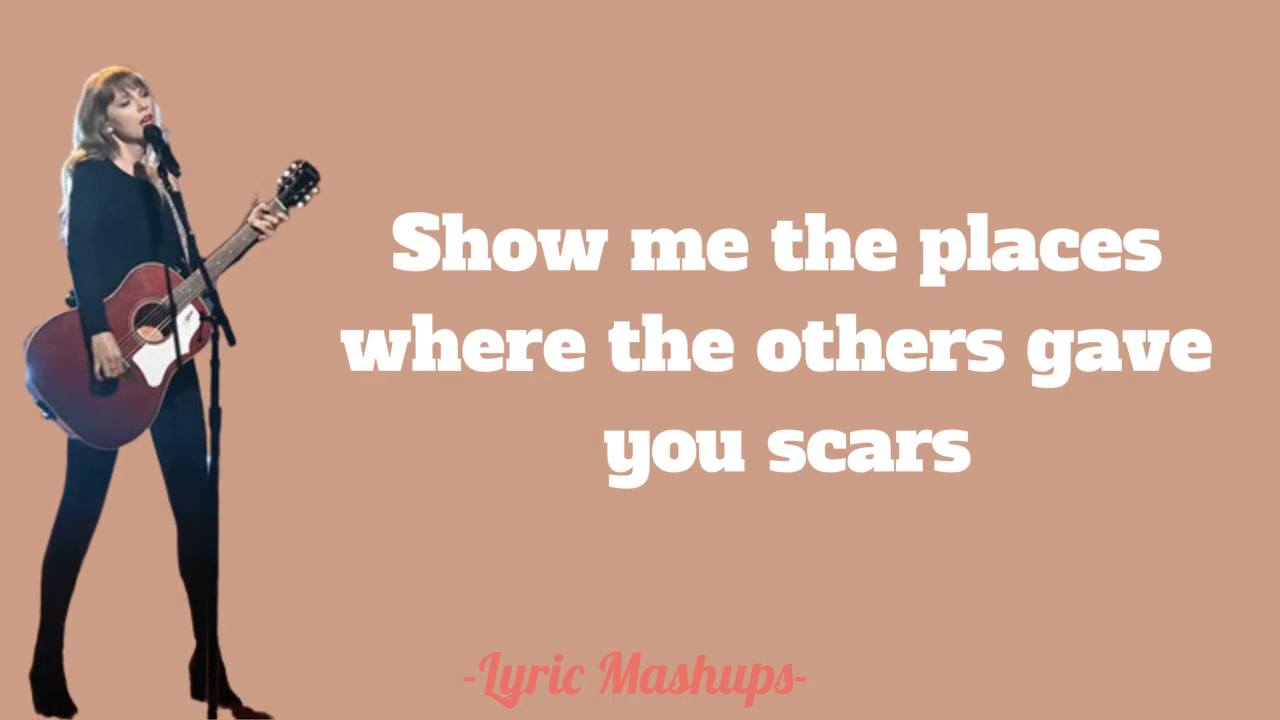 Show me the places
where the others gave
you scars
-Lyric Mashups-